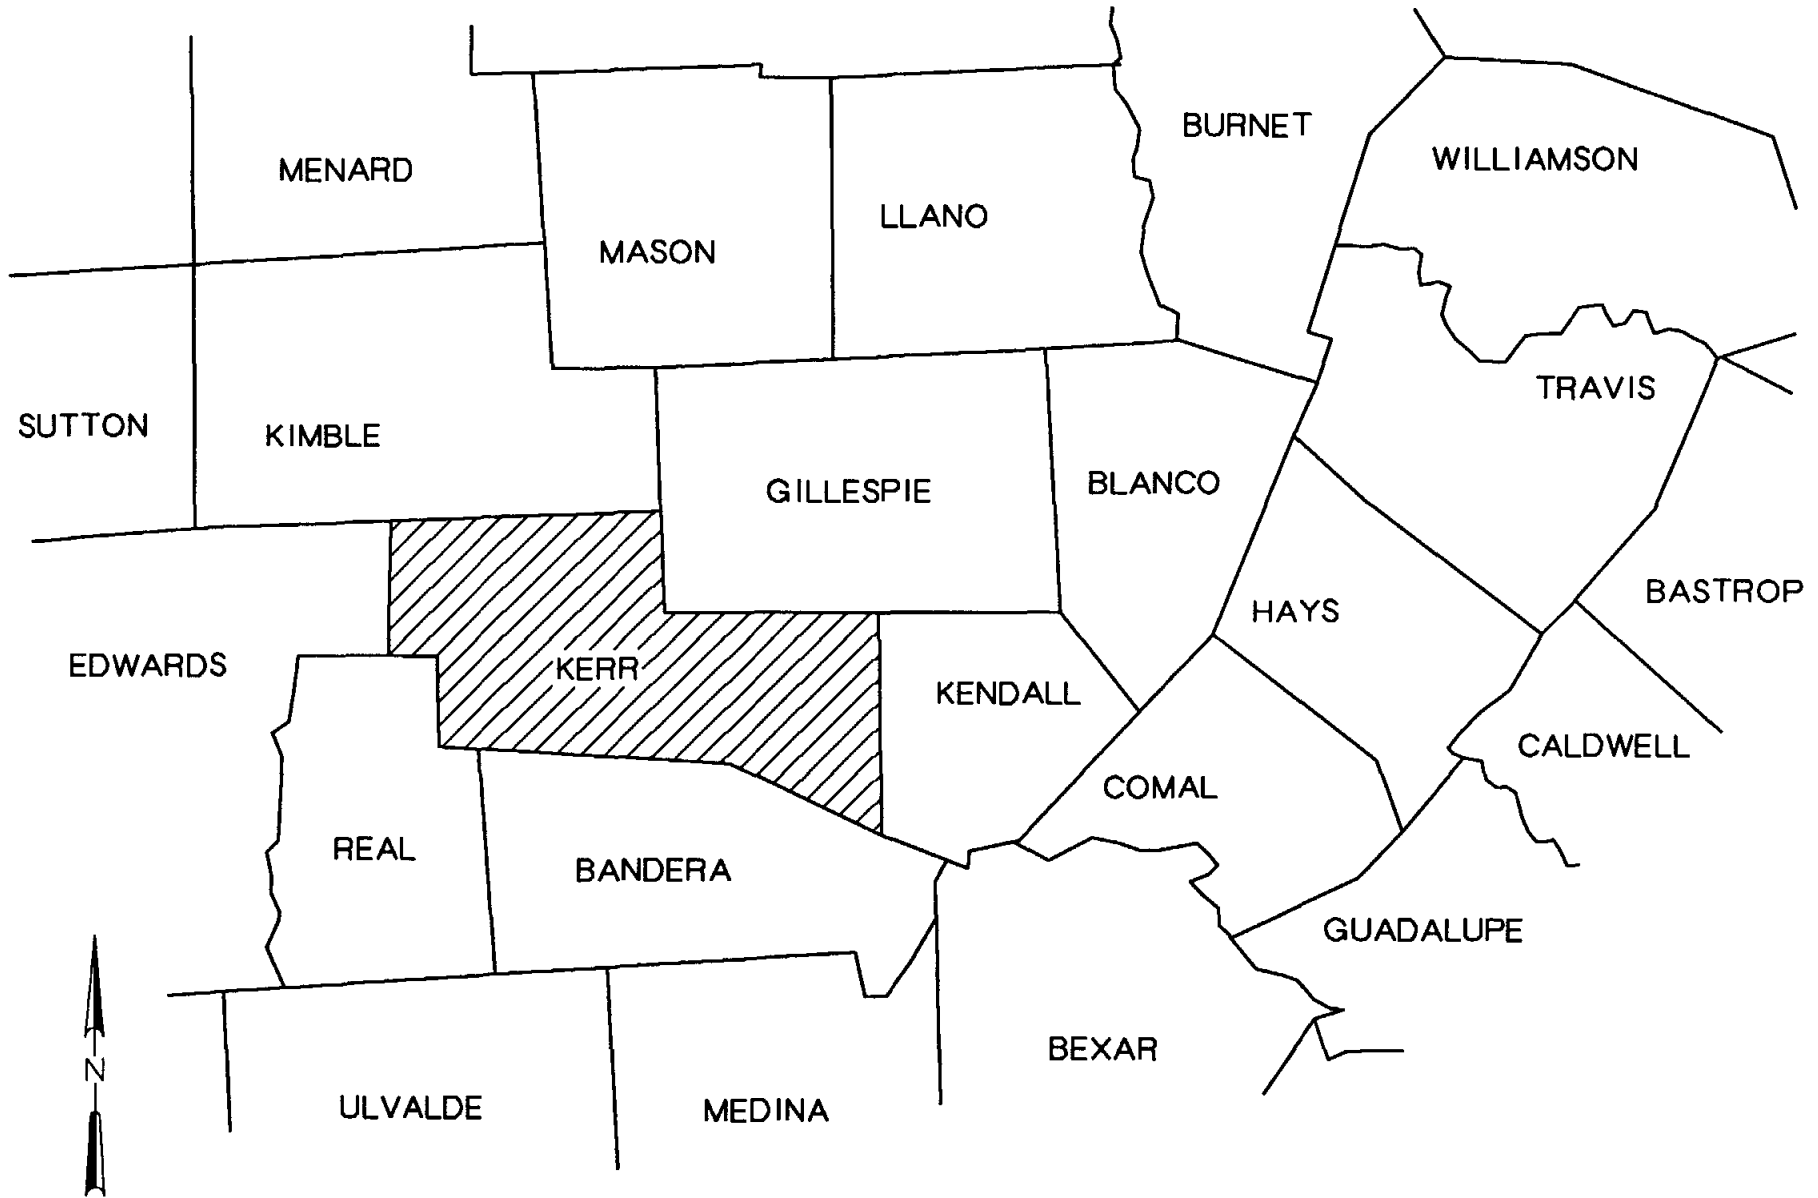 BURNET
WILLIAMSON
MENARD
LLANO
MASON
TRAVIS
SUTTON
KIMBLE
GILLESPIE
BLANCO
BASTROP
HAYS
EDWARDS
KERR
KENDALL
CALDWELL
COMAL
REAL
BANDERA
GUADALUPE
BEXAR
N
ULVALDE
MEDINA